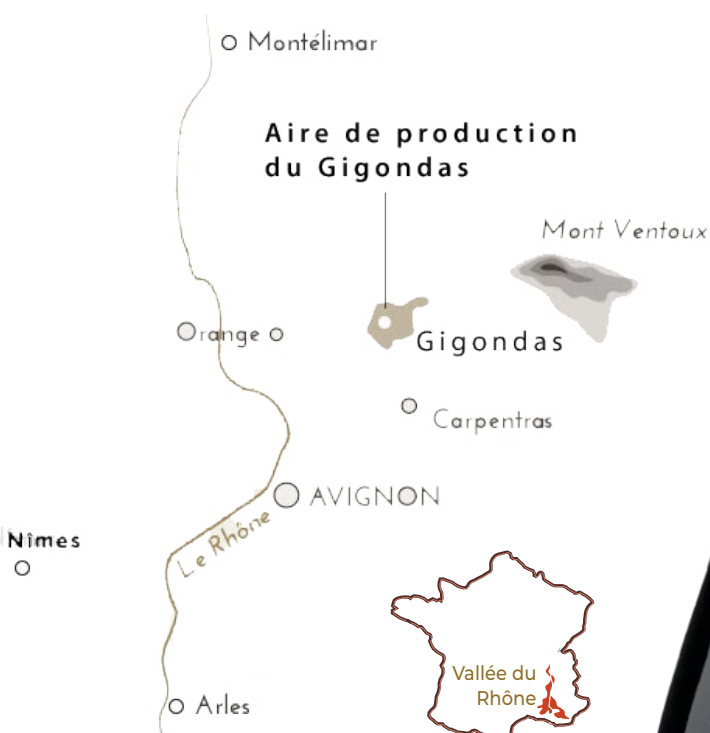 Montélimar
Aire de production
du Gigondas
Mont Ventoux
Orange
Gigondas
Carpentras
AVIGNON
Le Rhône
Nîmes
Vallée du
Rhône
Arles